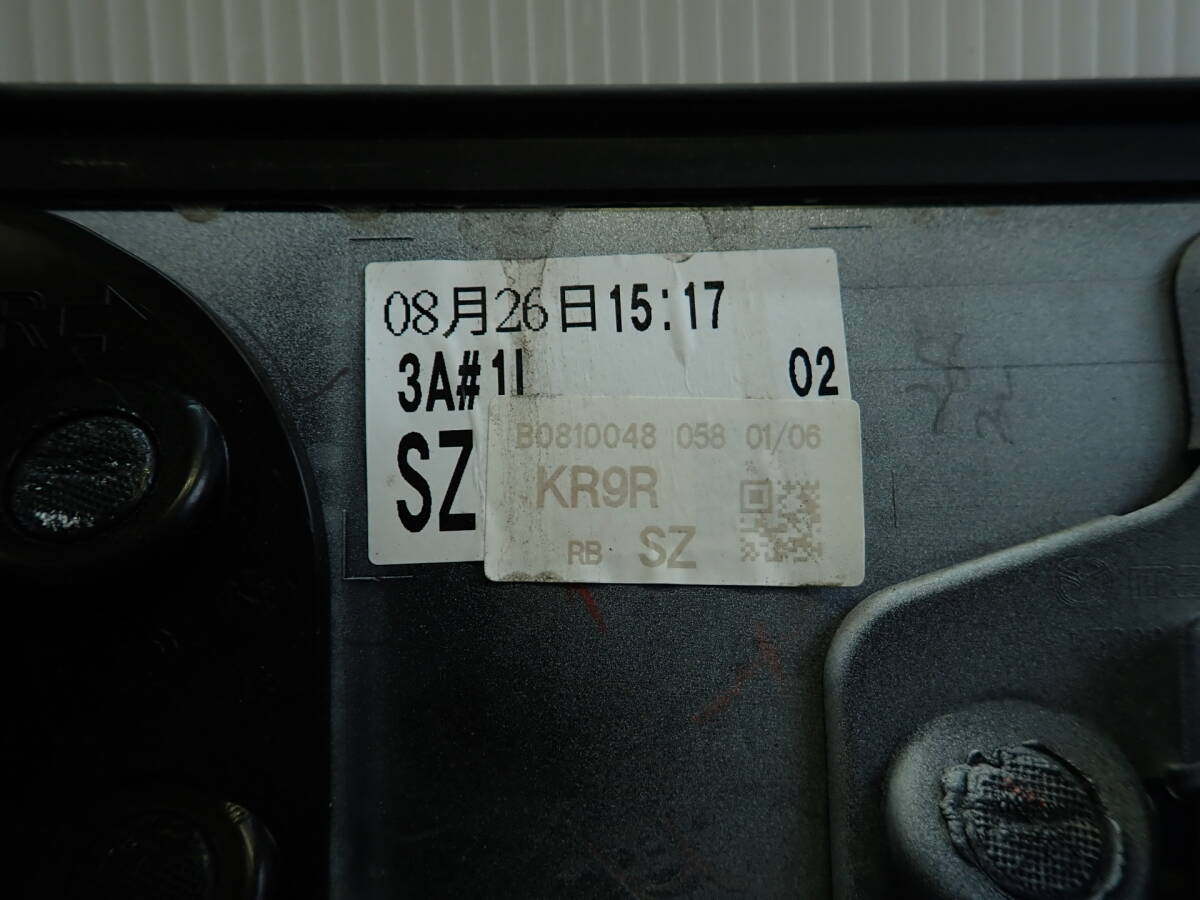 08月26日15:17
3A#1
02
SZ
B0810048 058 01/06
KR9R
RB SZ